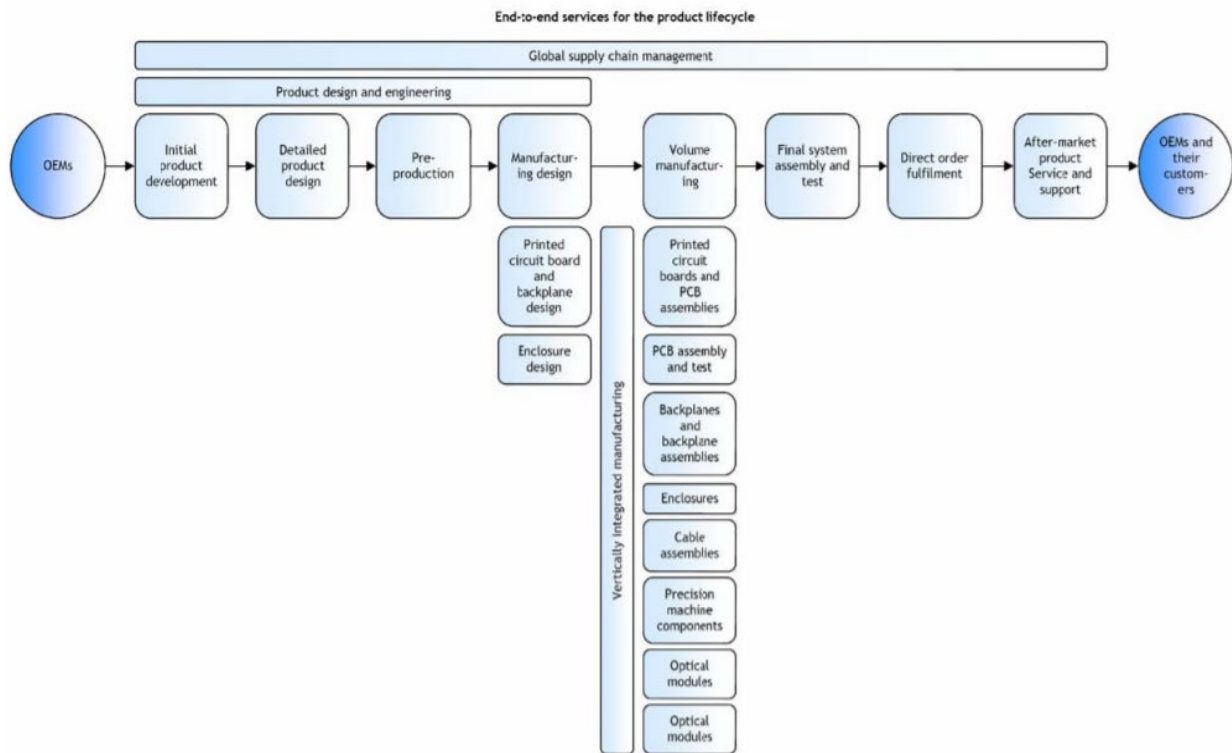 End-to-end services for the product lifecycle
Global supply chain management
Product design and engineering
OEMs
Initial
product
development
Detailed
product
design
Pre-
production
Manufactur-
ing design
Volume
manufactur-
ing
Final system
assembly and
test
Direct order
fulfilment
After-market
product
Service and
support
OEMs and
their
custom-
ers
Printed
circuit board
and
backplane
design
Enclosure
design
Vertically integrated manufacturing
Printed
circuit
boards and
PCB
assemblies
PCB assembly
and test
Backplanes
and
backplane
assemblies
Enclosures
Cable
assemblies
Precision
machine
components
Optical
modules
Optical
modules